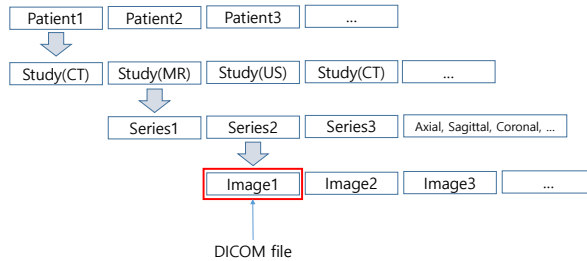 Patient1 Patient2 Patient3 ...
Study(CT) Study(MR) Study(US) Study(CT) ...
Series1 Series2 Series3 Axial, Sagittal, Coronal, ...
Image1 Image2 Image3 ...
DICOM file